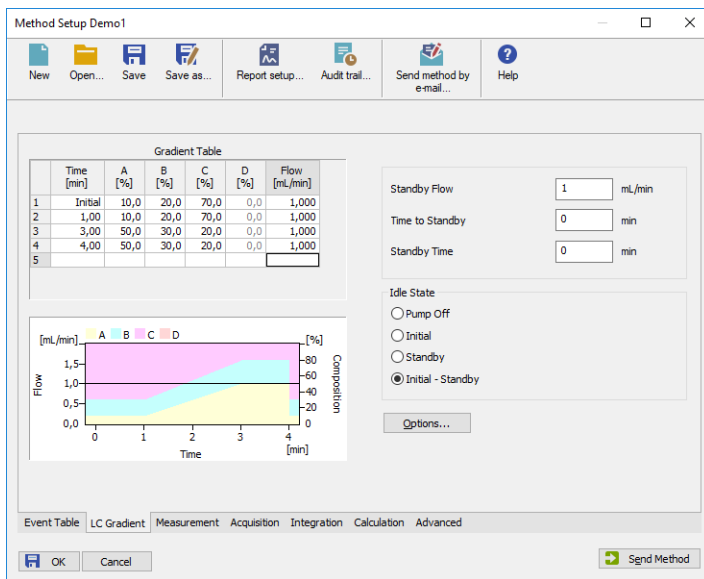 Method Setup Demo1
New Open... Save Save as... Report setup... Audit trail... Send method by e-mail... Help
Gradient Table
Time [min] A [%] B [%] C [%] D [%] Flow [mL/min]
1 Initial 10,0 20,0 70,0 0,0 1,000
2 1,00 10,0 20,0 70,0 0,0 1,000
3 3,00 50,0 30,0 20,0 0,0 1,000
4 4,00 50,0 30,0 20,0 0,0 1,000
5
Standby Flow 1 mL/min
Time to Standby 0 min
Standby Time 0 min
Idle State
Pump Off
Initial
Standby
Initial - Standby
Options...
[mL/min] A B C D [%]
1,5
1,0
0,5
0,0
Flow
80
60
40
20
0
Composition
0 1 2 3 4
Time [min]
Event Table LC Gradient Measurement Acquisition Integration Calculation Advanced
OK Cancel Send Method